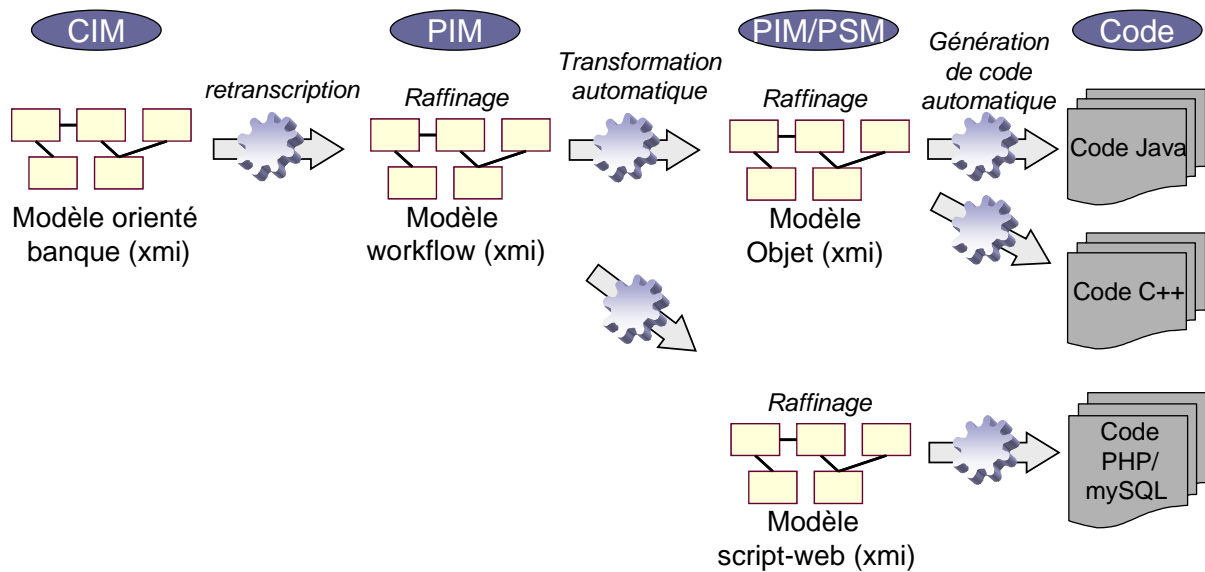 CIM
PIM
PIM/PSM
Génération
de code
automatique
Code
retranscription
Raffinage
Transformation
automatique
Raffinage
Modèle orienté
banque (xmi)
Modèle
workflow (xmi)
Modèle
Objet (xmi)
Code Java
Code C++
Raffinage
Modèle
script-web (xmi)
Code
PHP/
mySQL